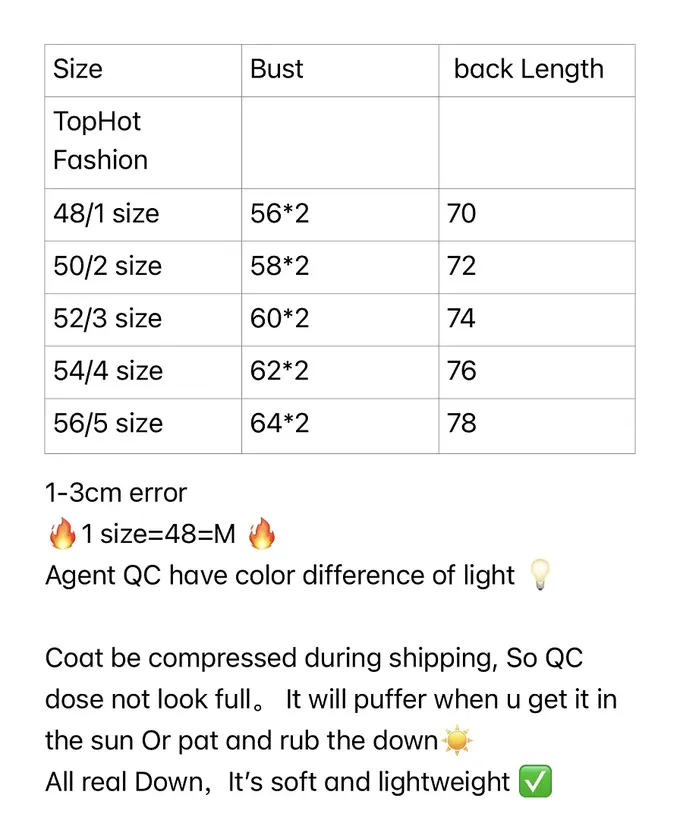 Size Bust back Length
TopHot
Fashion
48/1 size 56*2 70
50/2 size 58*2 72
52/3 size 60*2 74
54/4 size 62*2 76
56/5 size 64*2 78
1-3cm error
🔥1 size=48=M 🔥
Agent QC have color difference of light 💡
Coat be compressed during shipping, So QC
dose not look full。 It will puffer when u get it in
the sun Or pat and rub the down☀️
All real Down，It's soft and lightweight ✅